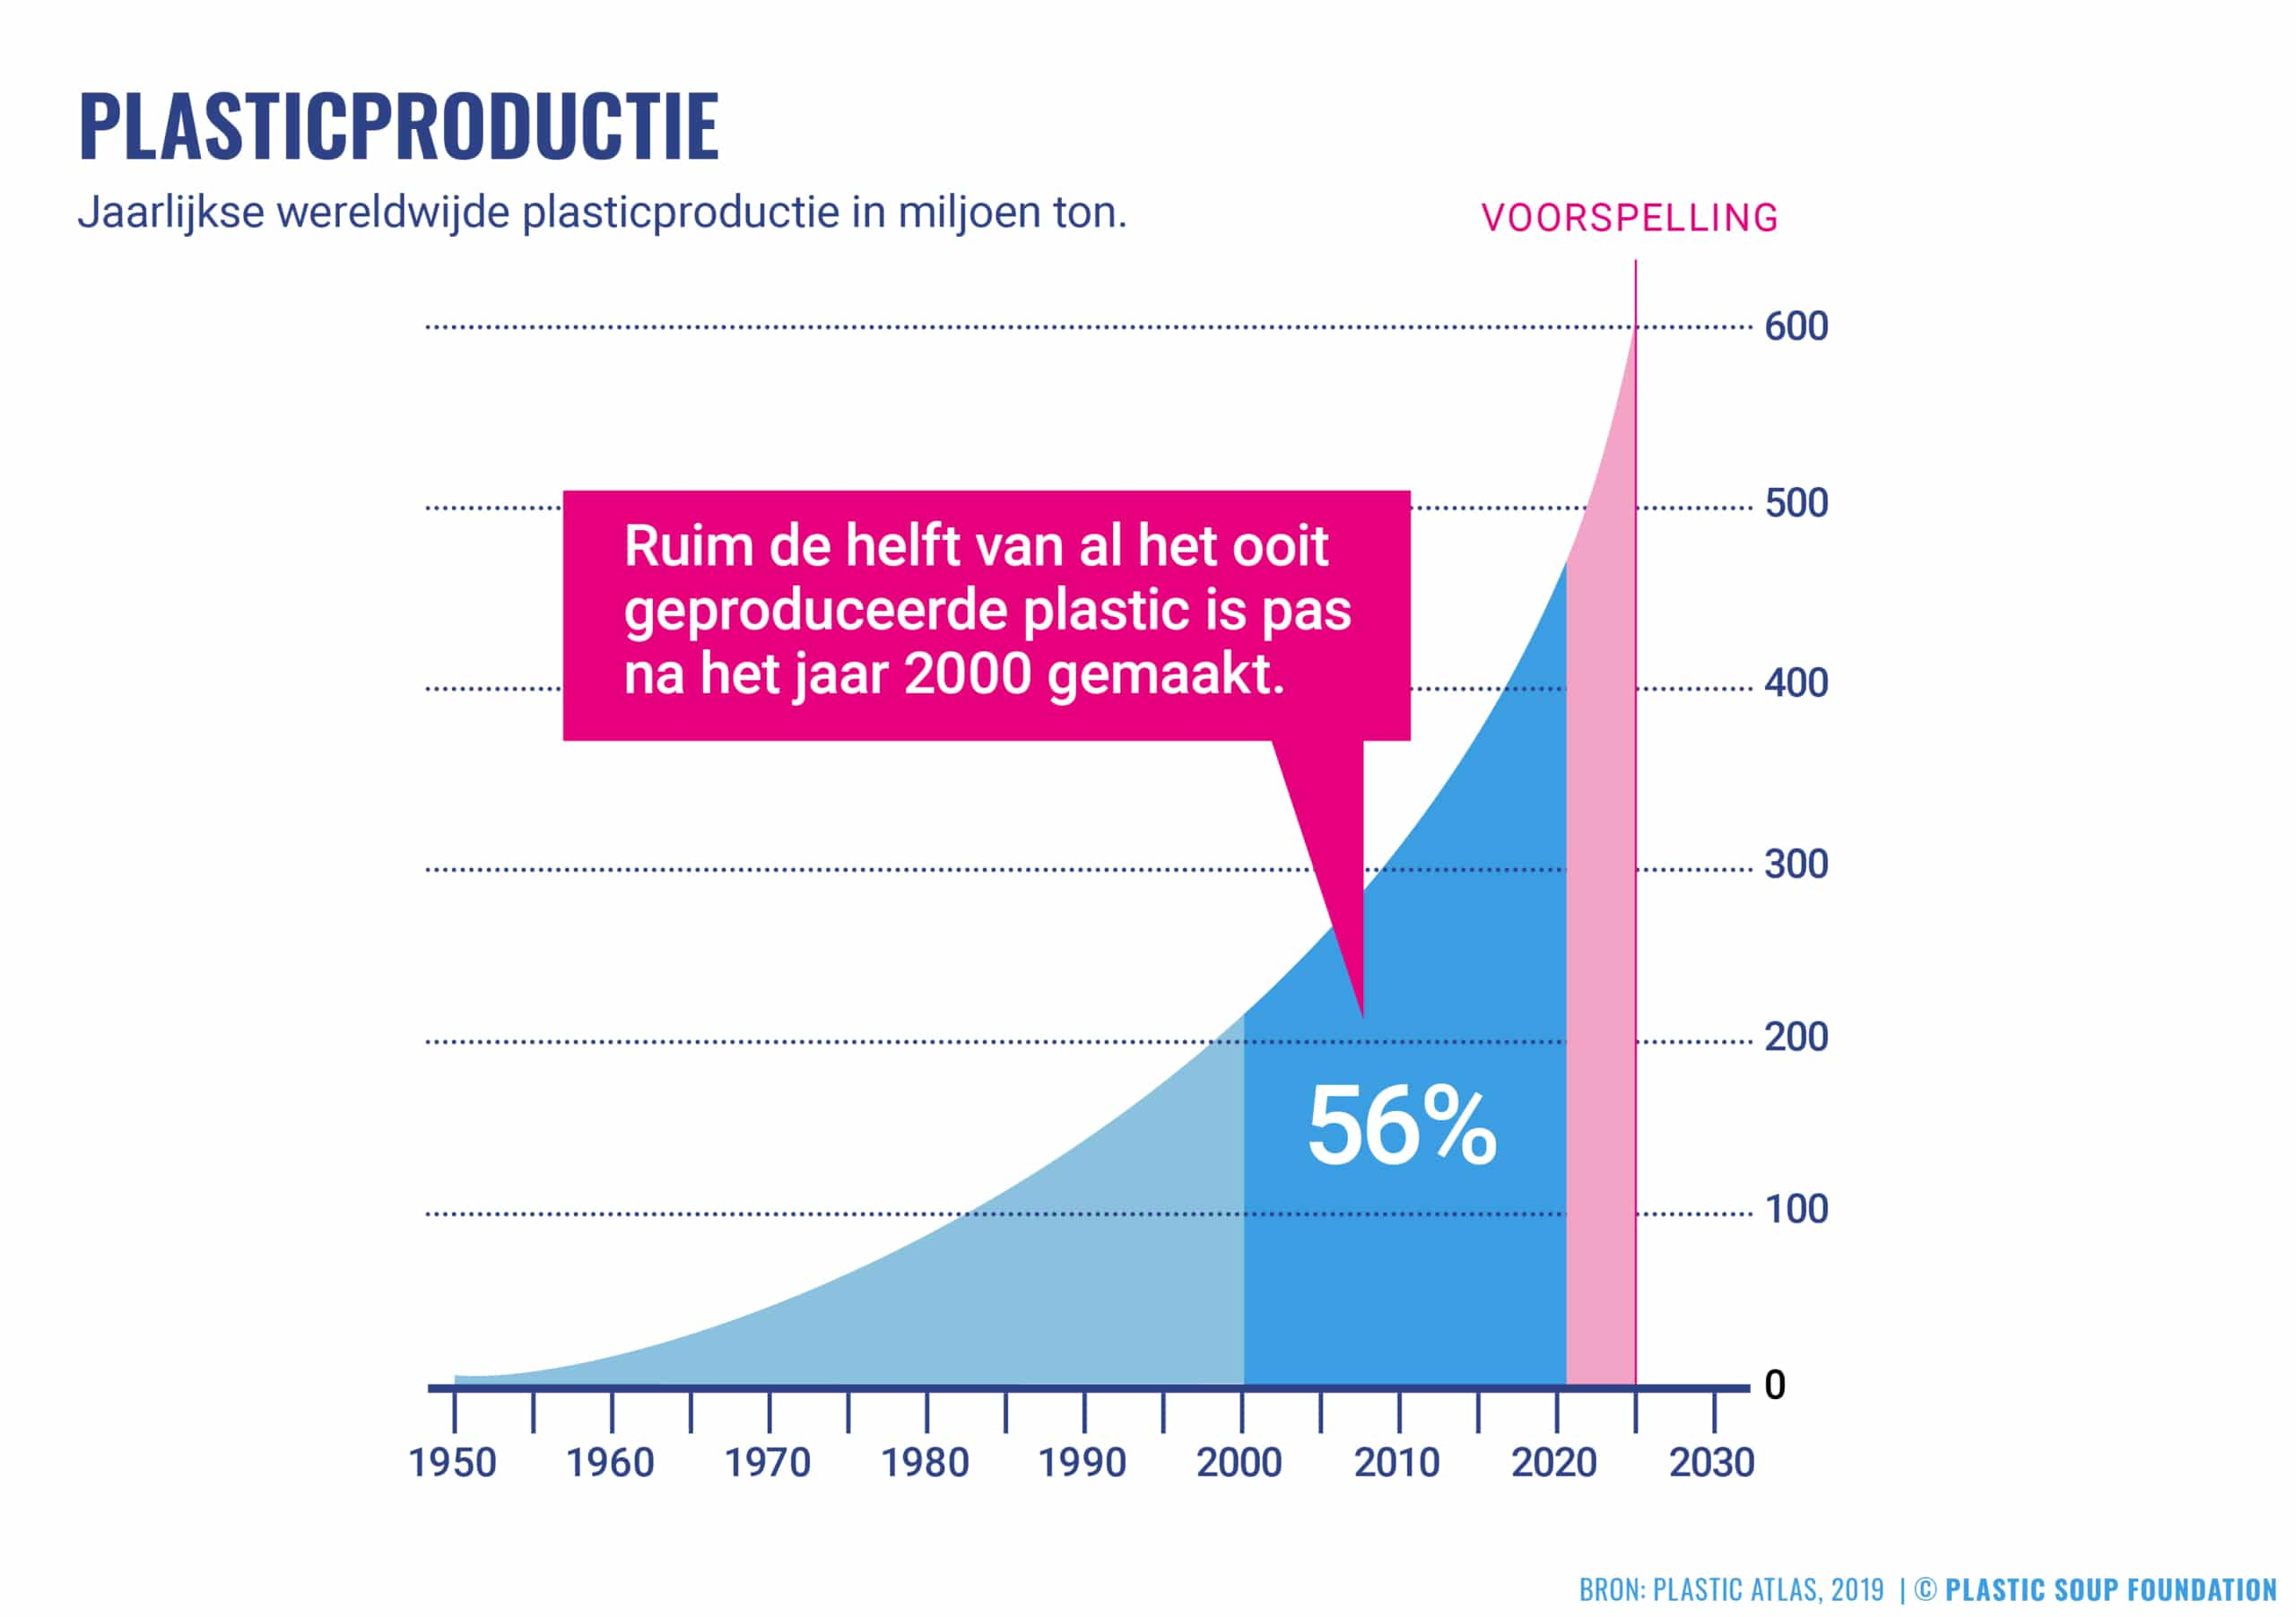 PLASTICPRODUCTIE
Jaarlijkse wereldwijde plasticproductie in miljoen ton.
VOORSPELLING
600
500
Ruim de helft van al het ooit
geproduceerde plastic is pas
na het jaar 2000 gemaakt.
400
300
200
56%
100
0
1950 1960 1970 1980 1990 2000 2010 2020 2030
BRON: PLASTIC ATLAS, 2019 | © PLASTIC SOUP FOUNDATION